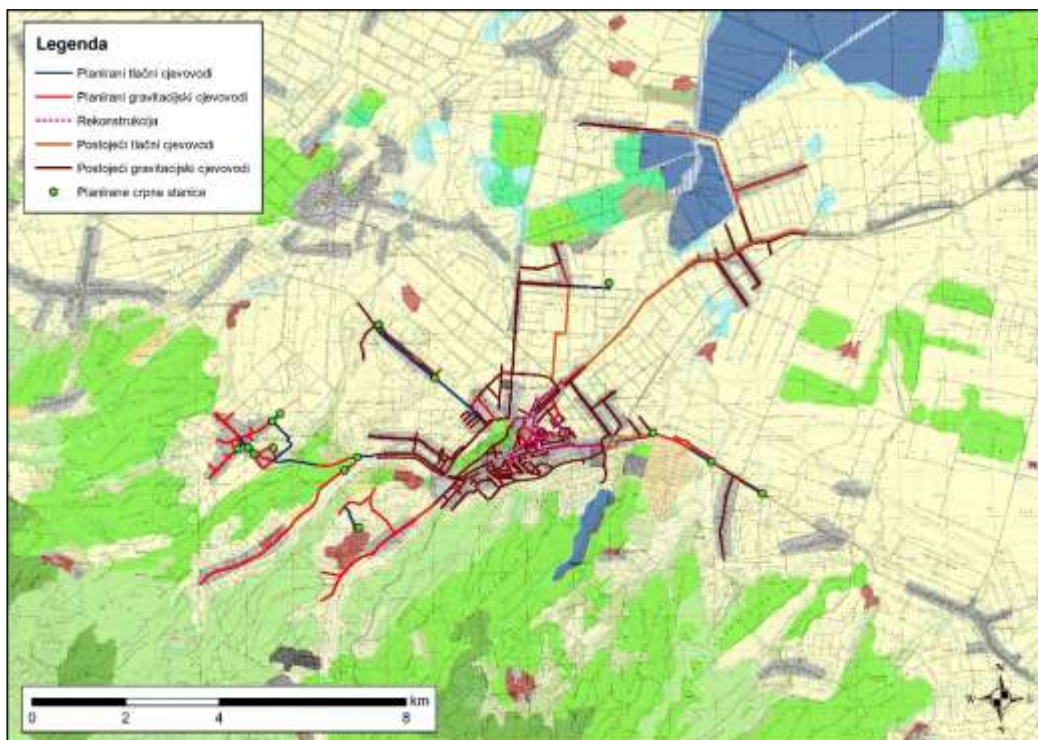 Legenda
Planirani tlačni cjevovodi
Planirani gravitacijski cjevovodi
Rekonstrukcija
Postojeći tlačni cjevovodi
Postojeći gravitacijski cjevovodi
Planirane crpne stanice
km
0 2 4 8
N
W E
S